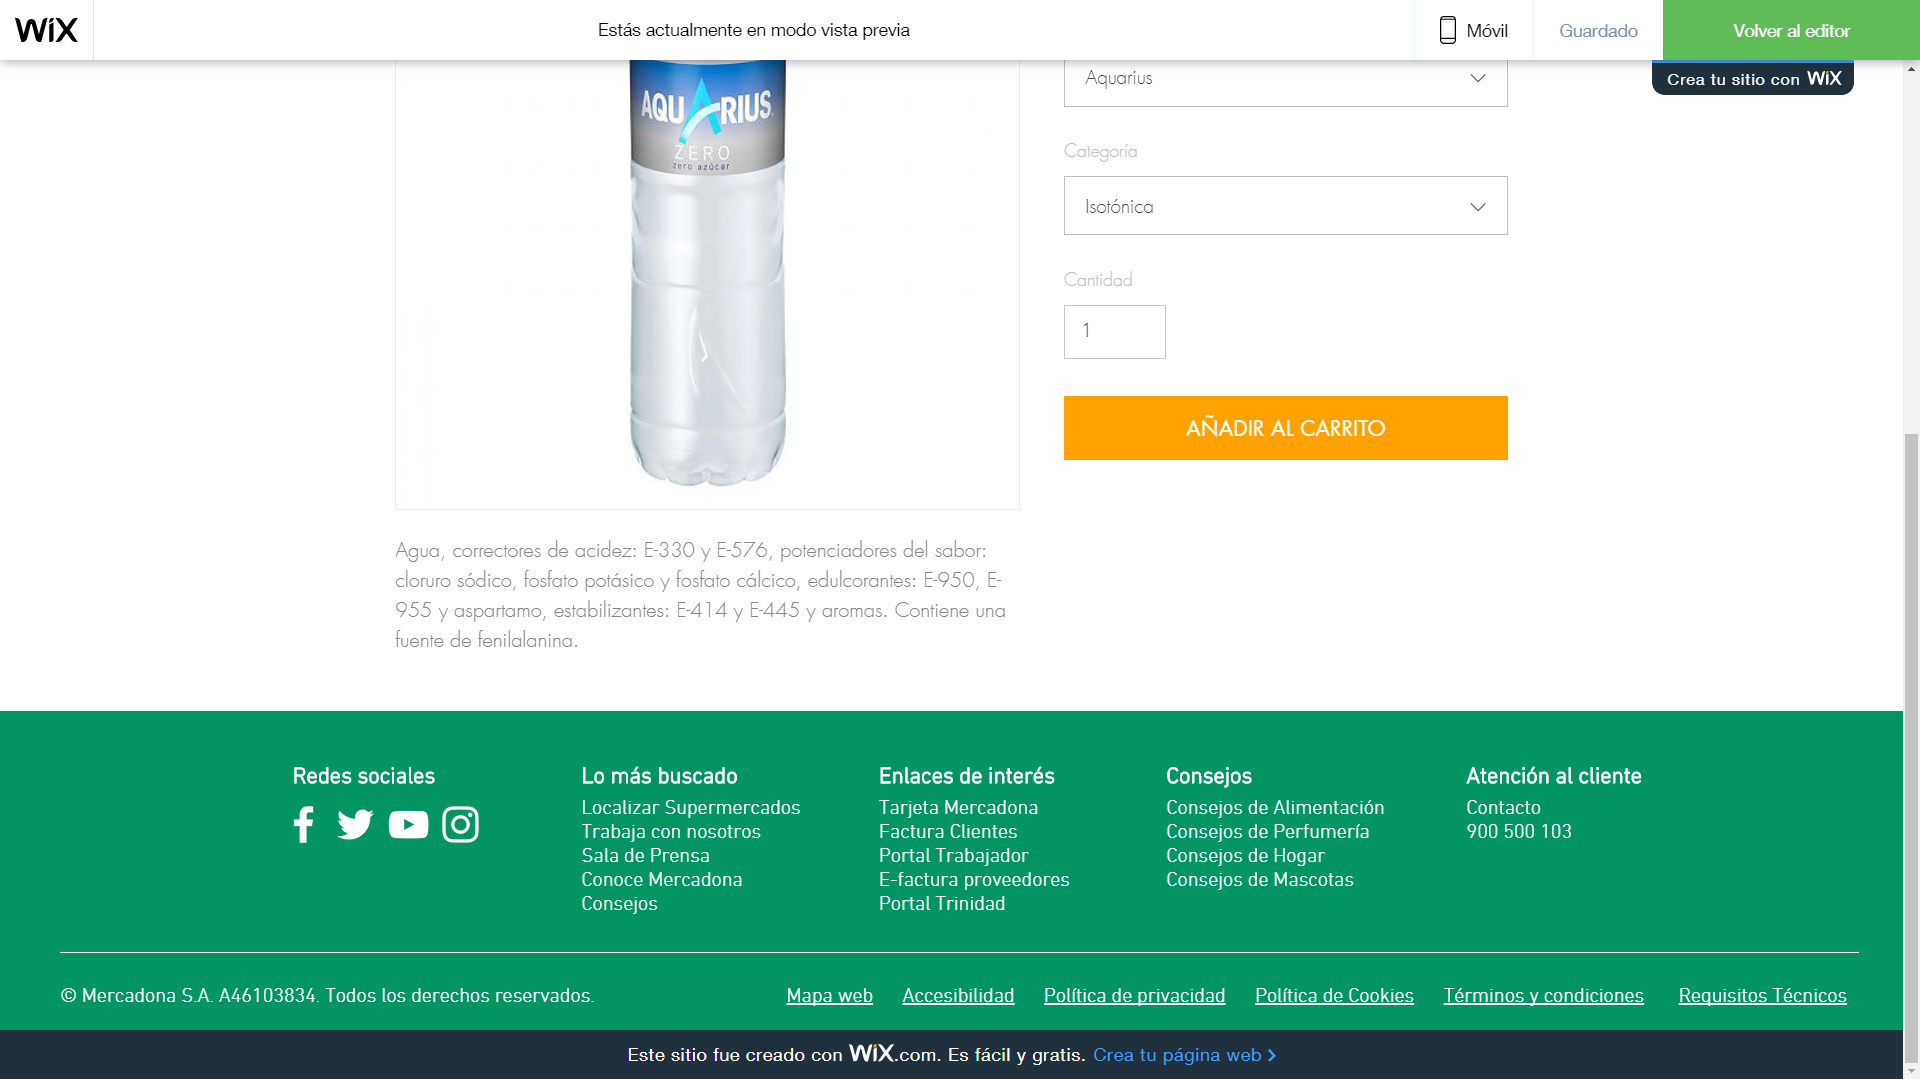 WiX
Estás actualmente en modo vista previa
Móvil
Guardado
Volver al editor
Crea tu sitio con WiX
Aquarius
AQUARIUS
ZERO
zero azúcar
Categoría
Isotónica
Cantidad
1
AÑADIR AL CARRITO
Agua, correctores de acidez: E-330 y E-576, potenciadores del sabor:
cloruro sódico, fosfato potásico y fosfato cálcico, edulcorantes: E-950, E-
955 y aspartamo, estabilizantes: E-414 y E-445 y aromas. Contiene una
fuente de fenilalanina.
Redes sociales
Lo más buscado
Localizar Supermercados
Trabaja con nosotros
Sala de Prensa
Conoce Mercadona
Consejos
Enlaces de interés
Tarjeta Mercadona
Factura Clientes
Portal Trabajador
E-factura proveedores
Portal Trinidad
Consejos
Consejos de Alimentación
Consejos de Perfumería
Consejos de Hogar
Consejos de Mascotas
Atención al cliente
Contacto
900 500 103
© Mercadona S.A. A46103834. Todos los derechos reservados.
Mapa web
Accesibilidad
Política de privacidad
Política de Cookies
Términos y condiciones
Requisitos Técnicos
Este sitio fue creado con WiX.com. Es fácil y gratis. Crea tu página web >